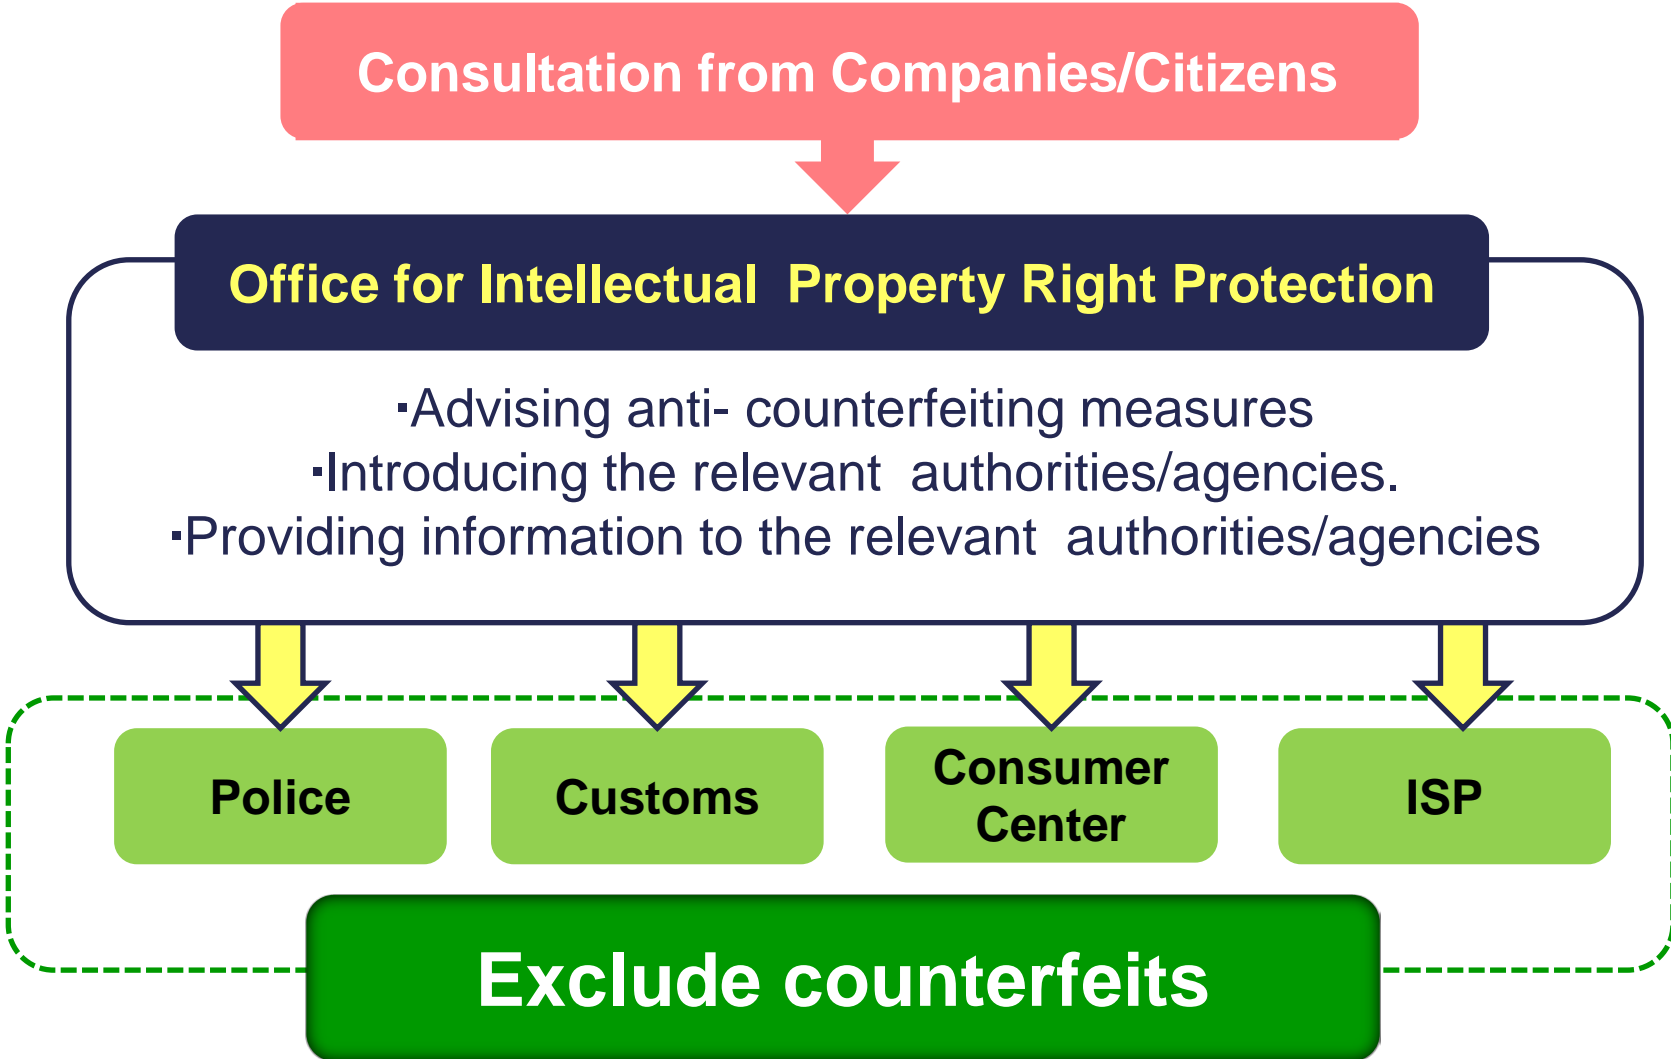 Consultation from Companies/Citizens
Office for Intellectual  Property Right Protection
·Advising anti- counterfeiting measures
·Introducing the relevant  authorities/agencies.
·Providing information to the relevant  authorities/agencies
Police
Customs
Consumer
Center
ISP
Exclude counterfeits